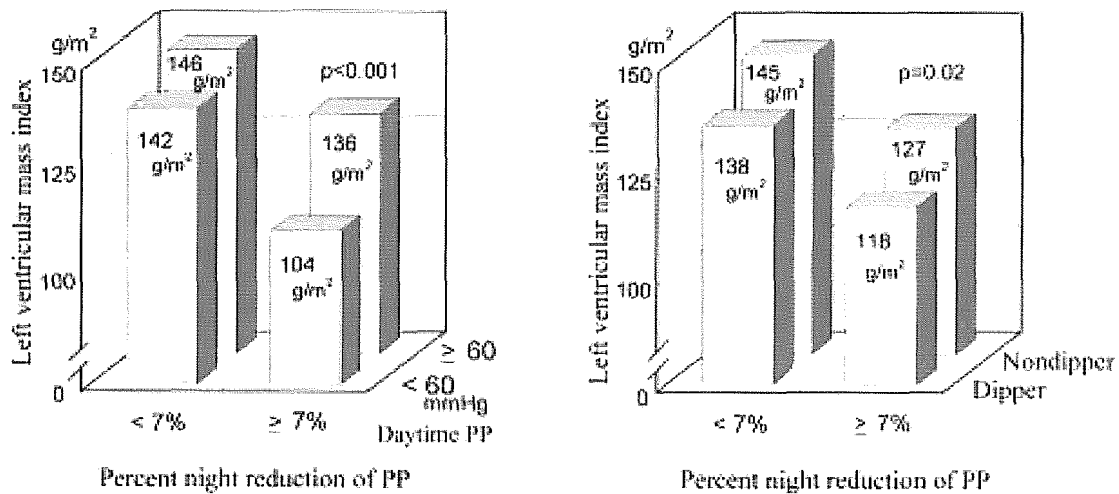 g/m²
Left ventricular mass index
150
125
100
0
146
g/m²
142
g/m²
136
g/m²
104
g/m²
p<0.001
≥ 60
< 60
mmHg
Daytime PP
< 7%
≥ 7%
Percent night reduction of PP
g/m²
Left ventricular mass index
150
125
100
0
145
g/m²
138
g/m²
127
g/m²
118
g/m²
p=0.02
Nondipper
Dipper
< 7%
≥ 7%
Percent night reduction of PP